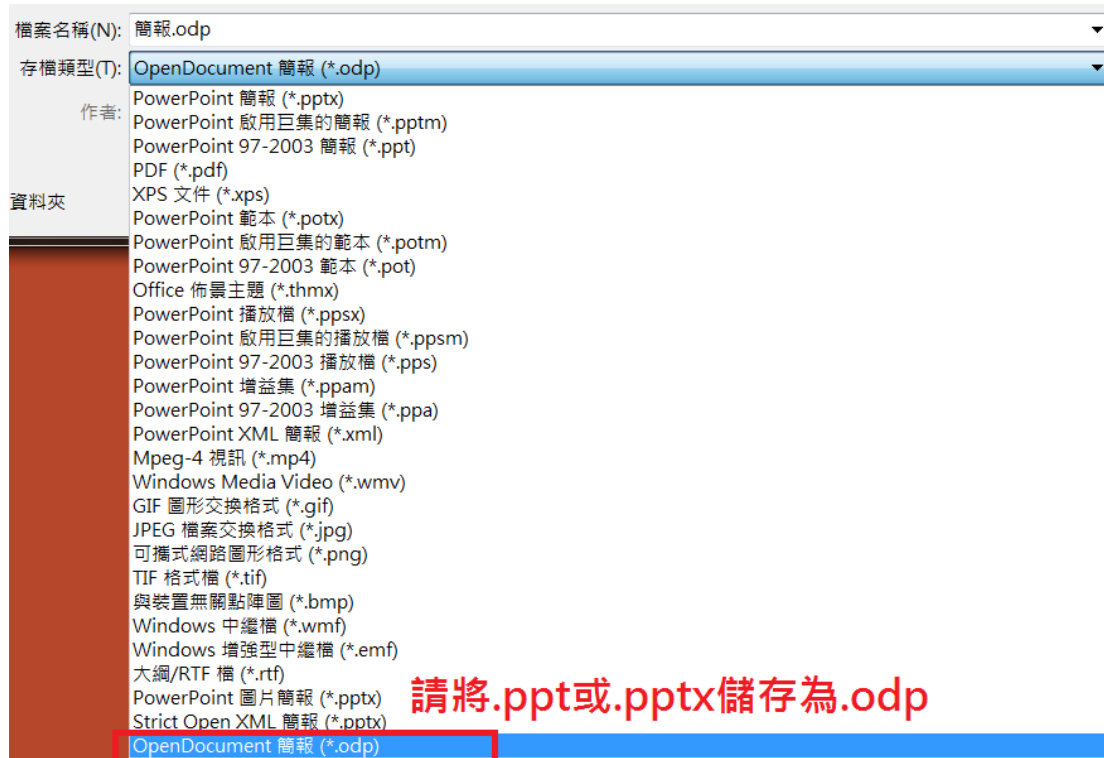 檔案名稱(N): 簡報.odp
存檔類型(T): OpenDocument 簡報 (*.odp)
作者:
PowerPoint 簡報 (*.pptx)
PowerPoint 啟用巨集的簡報 (*.pptm)
PowerPoint 97-2003 簡報 (*.ppt)
PDF (*.pdf)
資料夾
XPS 文件 (*.xps)
PowerPoint 範本 (*.potx)
PowerPoint 啟用巨集的範本 (*.potm)
PowerPoint 97-2003 範本 (*.pot)
Office 佈景主題 (*.thmx)
PowerPoint 播放檔 (*.ppsx)
PowerPoint 啟用巨集的播放檔 (*.ppsm)
PowerPoint 97-2003 播放檔 (*.pps)
PowerPoint 增益集 (*.ppam)
PowerPoint 97-2003 增益集 (*.ppa)
PowerPoint XML 簡報 (*.xml)
Mpeg-4 視訊 (*.mp4)
Windows Media Video (*.wmv)
GIF 圖形交換格式 (*.gif)
JPEG 檔案交換格式 (*.jpg)
可攜式網路圖形格式 (*.png)
TIF 格式檔 (*.tif)
與裝置無關點陣圖 (*.bmp)
Windows 中繼檔 (*.wmf)
Windows 增強型中繼檔 (*.emf)
大綱/RTF 檔 (*.rtf)
PowerPoint 圖片簡報 (*.pptx)
請將.ppt或.pptx儲存為.odp
Strict Open XML 簡報 (*.pptx)
OpenDocument 簡報 (*.odp)